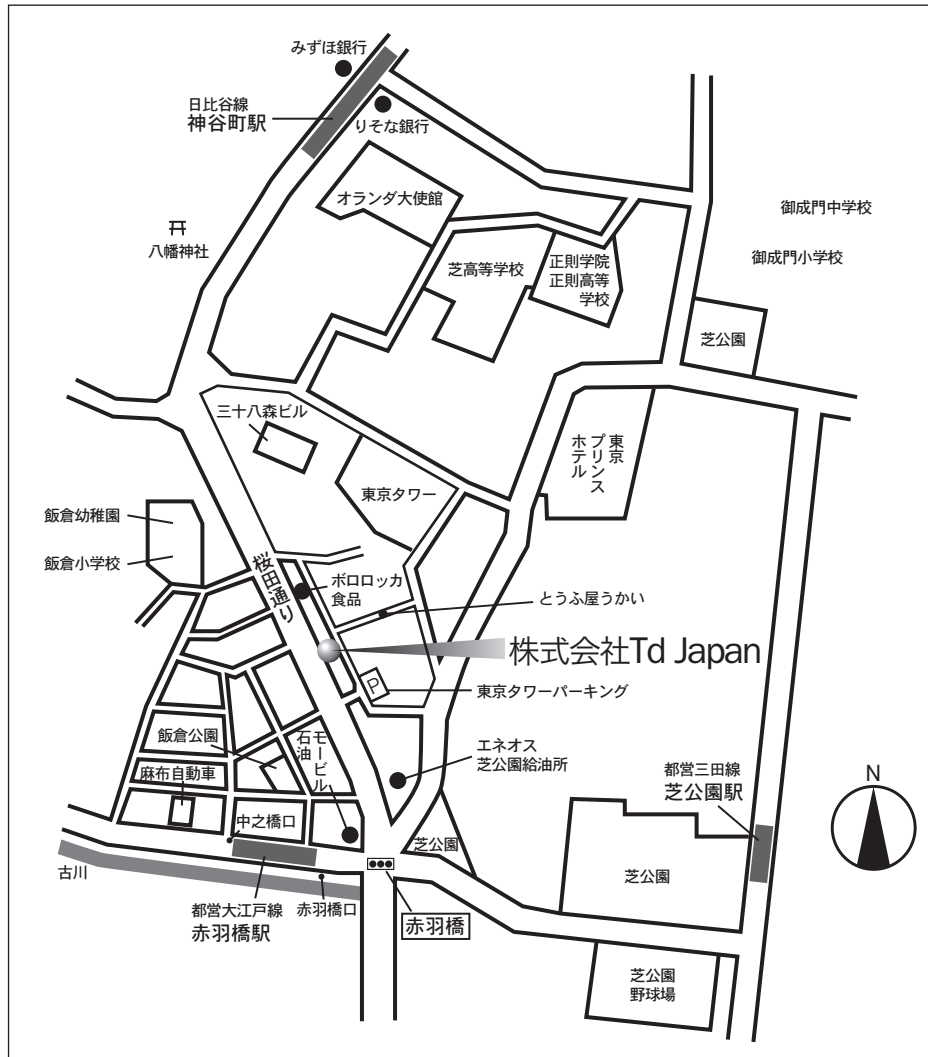 みずほ銀行
日比谷線
神谷町駅
りそな銀行
オランダ大使館
八幡神社
芝高等学校
正則学院
正則高等
学校
御成門中学校
御成門小学校
芝公園
三十八森ビル
東京
プリンス
ホテル
東京タワー
飯倉幼稚園
飯倉小学校
桜田通り
ポロロッカ
食品
とうふ屋うかい
株式会社Td Japan
P
東京タワーパーキング
飯倉公園
モービル
石油
エネオス
芝公園給油所
麻布自動車
都営三田線
芝公園駅
N
中之橋口
芝公園
古川
芝公園
都営大江戸線
赤羽橋駅
赤羽橋口
赤羽橋
芝公園
野球場